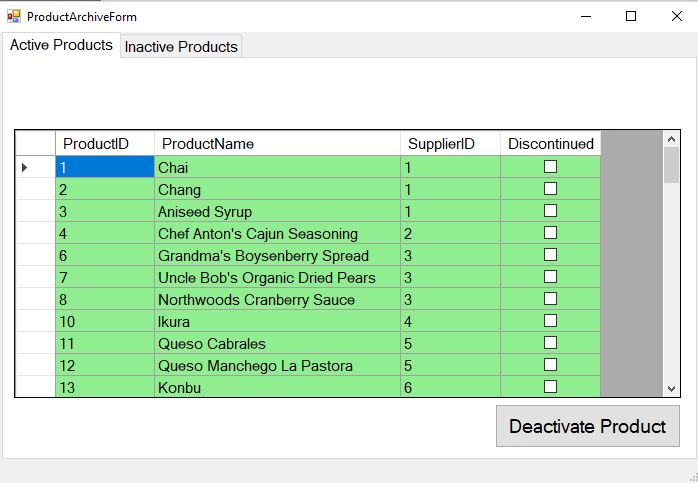 ProductArchiveForm
Active Products Inactive Products
ProductID ProductName SupplierID Discontinued
1 Chai 1
2 Chang 1
3 Aniseed Syrup 1
4 Chef Anton's Cajun Seasoning 2
6 Grandma's Boysenberry Spread 3
7 Uncle Bob's Organic Dried Pears 3
8 Northwoods Cranberry Sauce 3
10 Ikura 4
11 Queso Cabrales 5
12 Queso Manchego La Pastora 5
13 Konbu 6
Deactivate Product